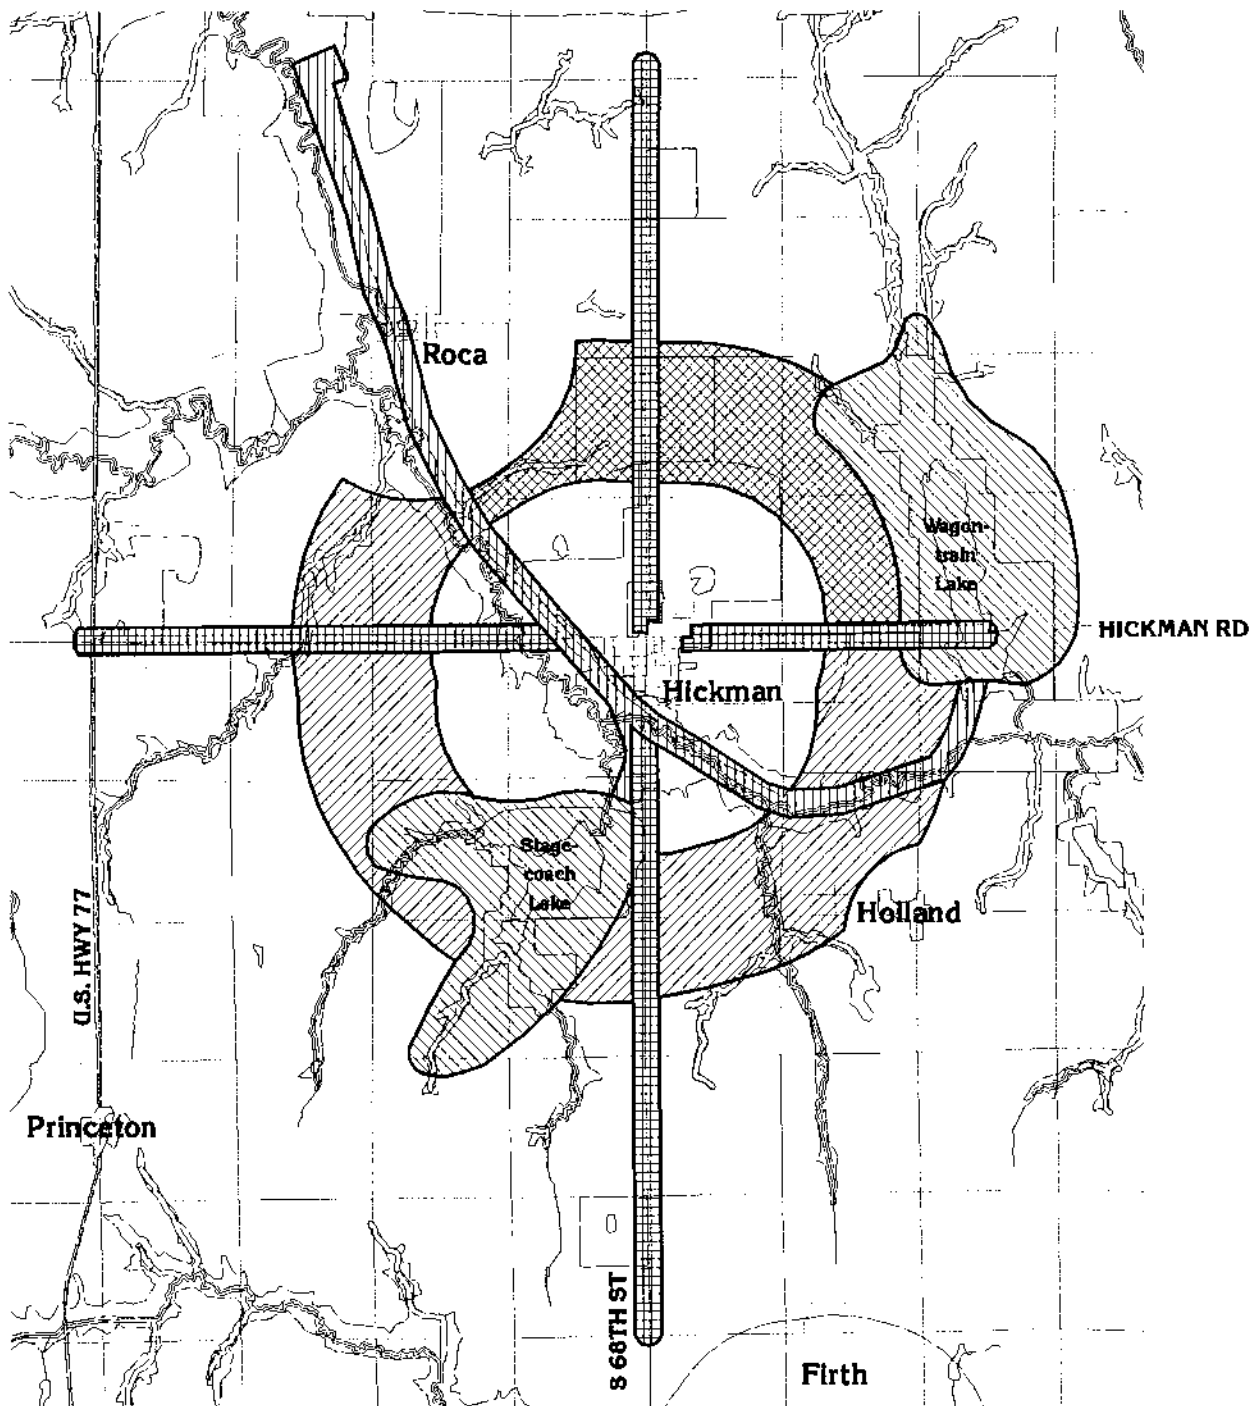 Roca
Wagon-
train
Lake
HICKMAN RD
Hickman
Stage-
coach
Lake
Holland
U.S. HWY 77
Princeton
S 68TH ST
Firth